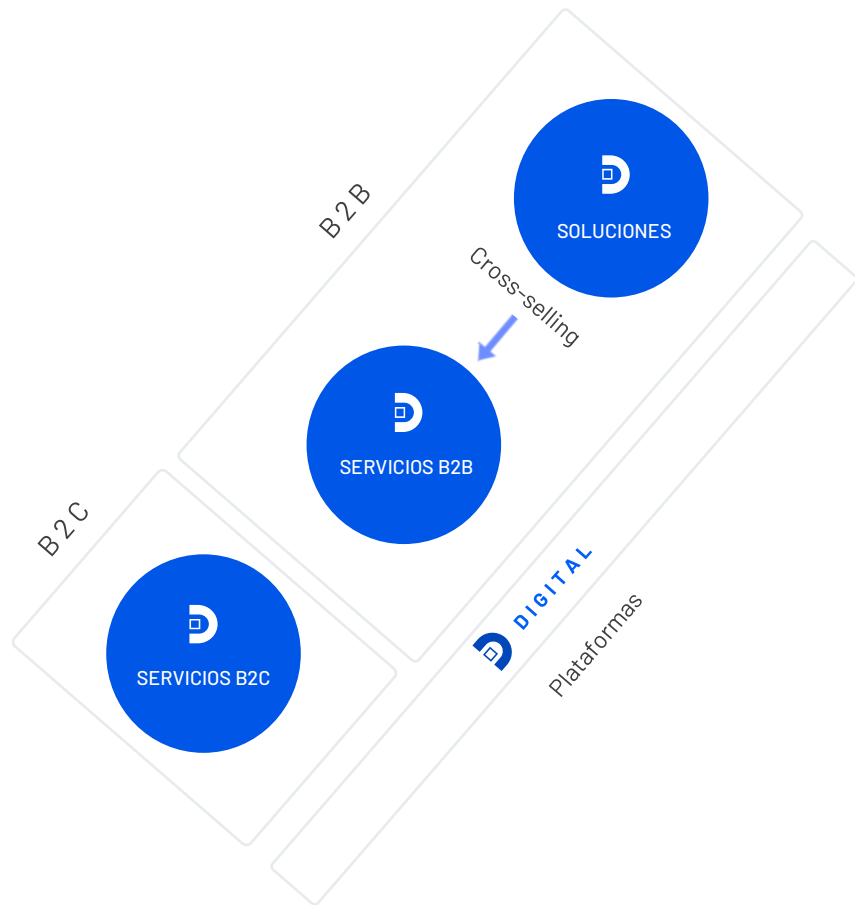 B2B
SOLUCIONES
Cross-selling
SERVICIOS B2B
B2C
SERVICIOS B2C
DIGITAL
Plataformas